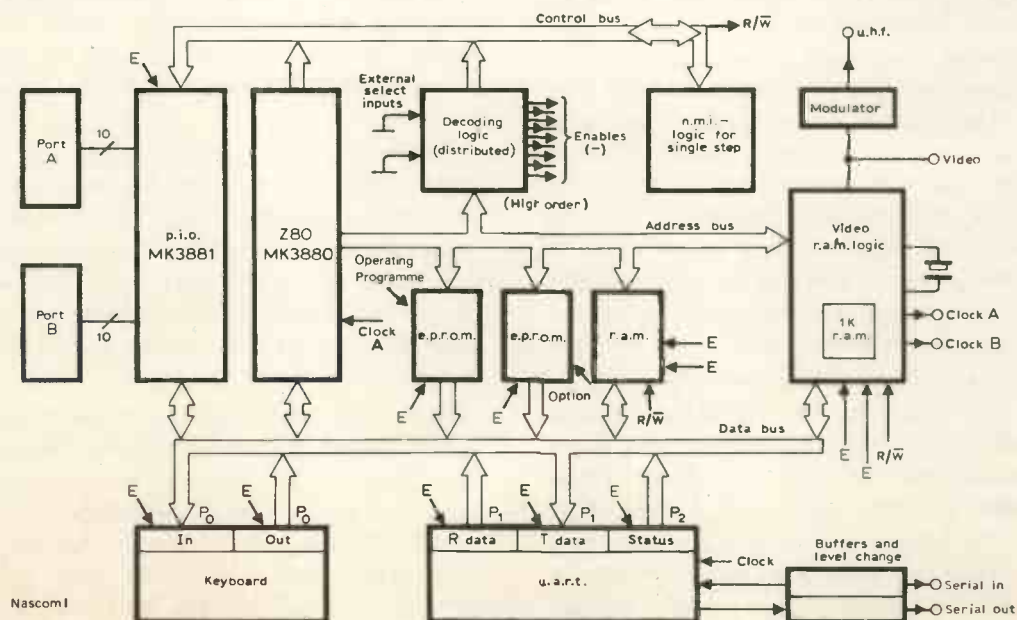 Control bus
R/W̅
u.h.f.
E
External
select
inputs
Modulator
Port
A
10
Decoding
logic
(distributed)
Enables
(–)
n.m.i.–
logic for
single step
Video
(High order)
p.i.o.
MK3881
Z80
MK3880
Address bus
Video
r.a.m. logic
Operating
Programme
Port
B
10
Clock
A
e.p.r.o.m.
e.p.r.o.m.
r.a.m.
E
E
1K
r.a.m.
Clock A
Clock B
E
E
Option
R/W̅
Data bus
E
E
R/W̅
E
P0
E
P0
E
P1
E
P1
E
P2
In
Out
R data
T data
Status
Clock
Buffers and
level change
Keyboard
u.a.r.t.
Serial in
Serial out
Nascom I